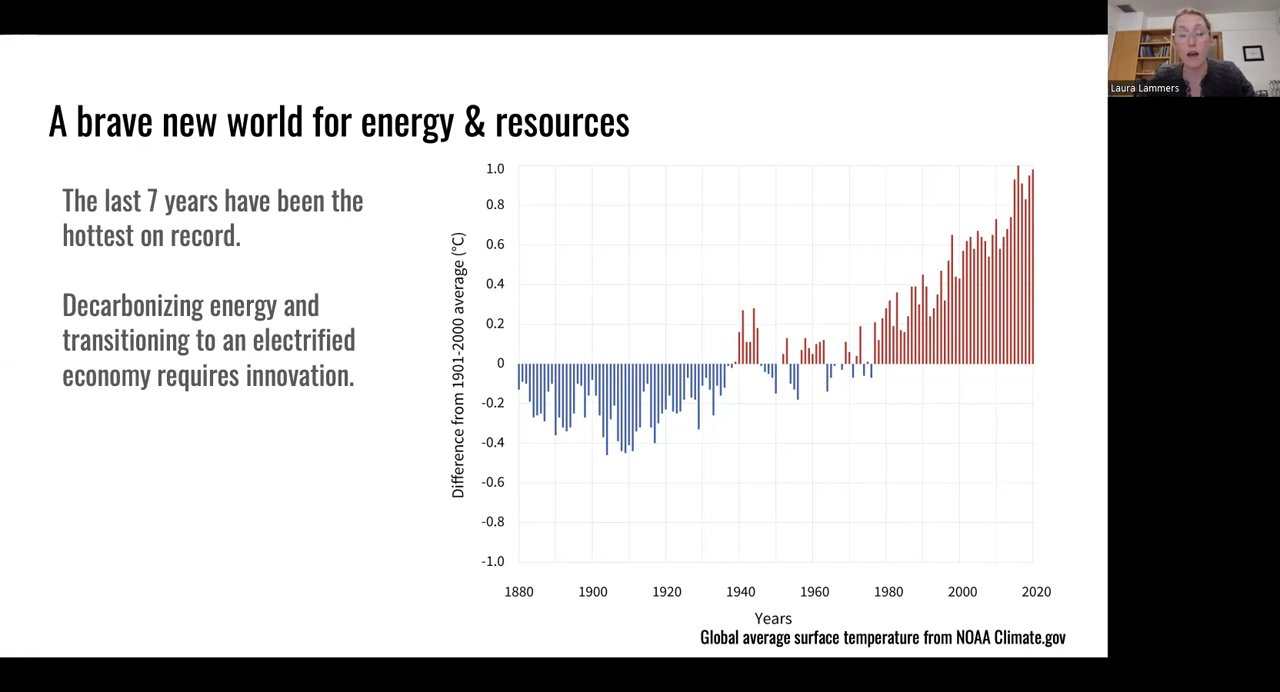 A brave new world for energy & resources
The last 7 years have been the
hottest on record.
Decarbonizing energy and
transitioning to an electrified
economy requires innovation.
Difference from 1901-2000 average (°C)
1.0
0.8
0.6
0.4
0.2
0
-0.2
-0.4
-0.6
-0.8
-1.0
1880 1900 1920 1940 1960 1980 2000 2020
Years
Global average surface temperature from NOAA Climate.gov
Laura Lammers